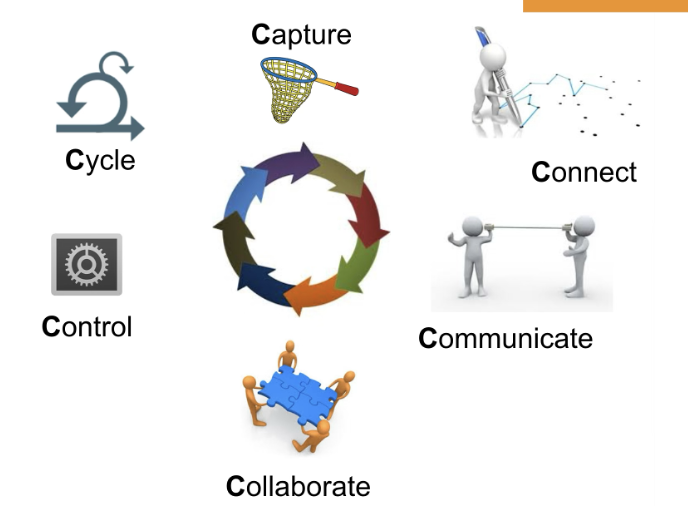 Capture
Connect
Communicate
Collaborate
Control
Cycle